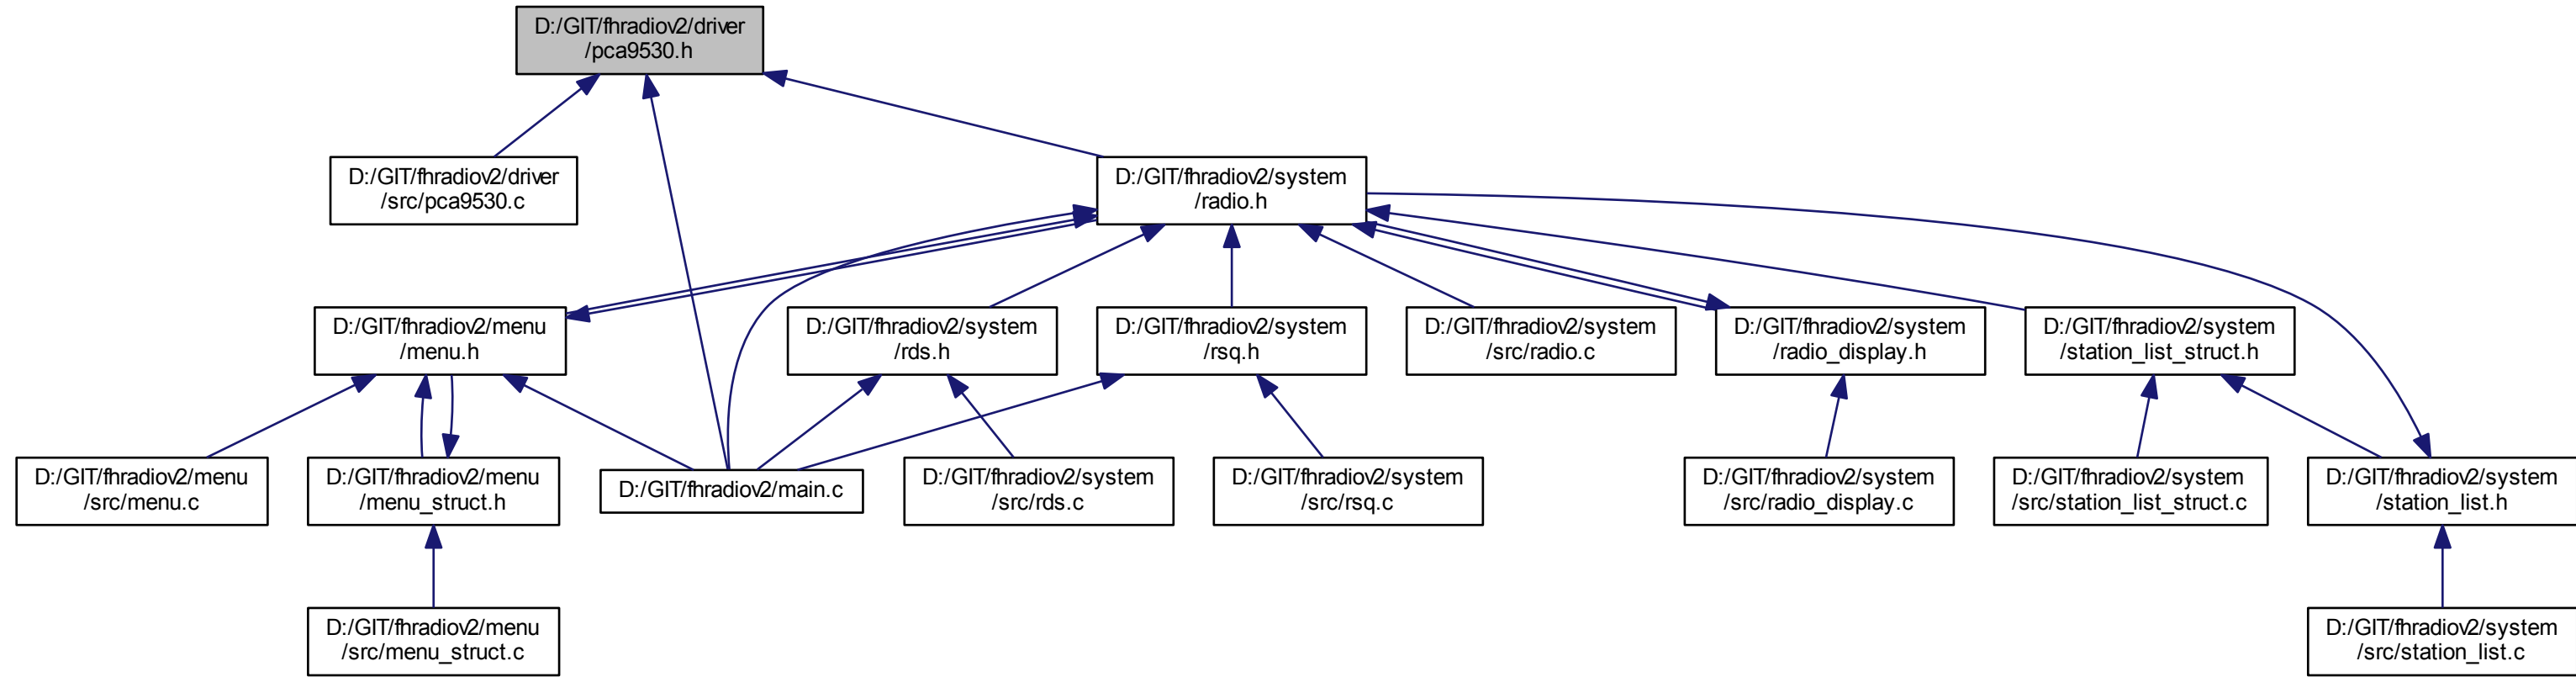 D:/GIT/fhradiov2/driver
/pca9530.h
D:/GIT/fhradiov2/driver
/src/pca9530.c
D:/GIT/fhradiov2/system
/radio.h
D:/GIT/fhradiov2/menu
/menu.h
D:/GIT/fhradiov2/system
/rds.h
D:/GIT/fhradiov2/system
/rsq.h
D:/GIT/fhradiov2/system
/src/radio.c
D:/GIT/fhradiov2/system
/radio_display.h
D:/GIT/fhradiov2/system
/station_list_struct.h
D:/GIT/fhradiov2/menu
/src/menu.c
D:/GIT/fhradiov2/menu
/menu_struct.h
D:/GIT/fhradiov2/main.c
D:/GIT/fhradiov2/system
/src/rds.c
D:/GIT/fhradiov2/system
/src/rsq.c
D:/GIT/fhradiov2/system
/src/radio_display.c
D:/GIT/fhradiov2/system
/src/station_list_struct.c
D:/GIT/fhradiov2/system
/station_list.h
D:/GIT/fhradiov2/menu
/src/menu_struct.c
D:/GIT/fhradiov2/system
/src/station_list.c